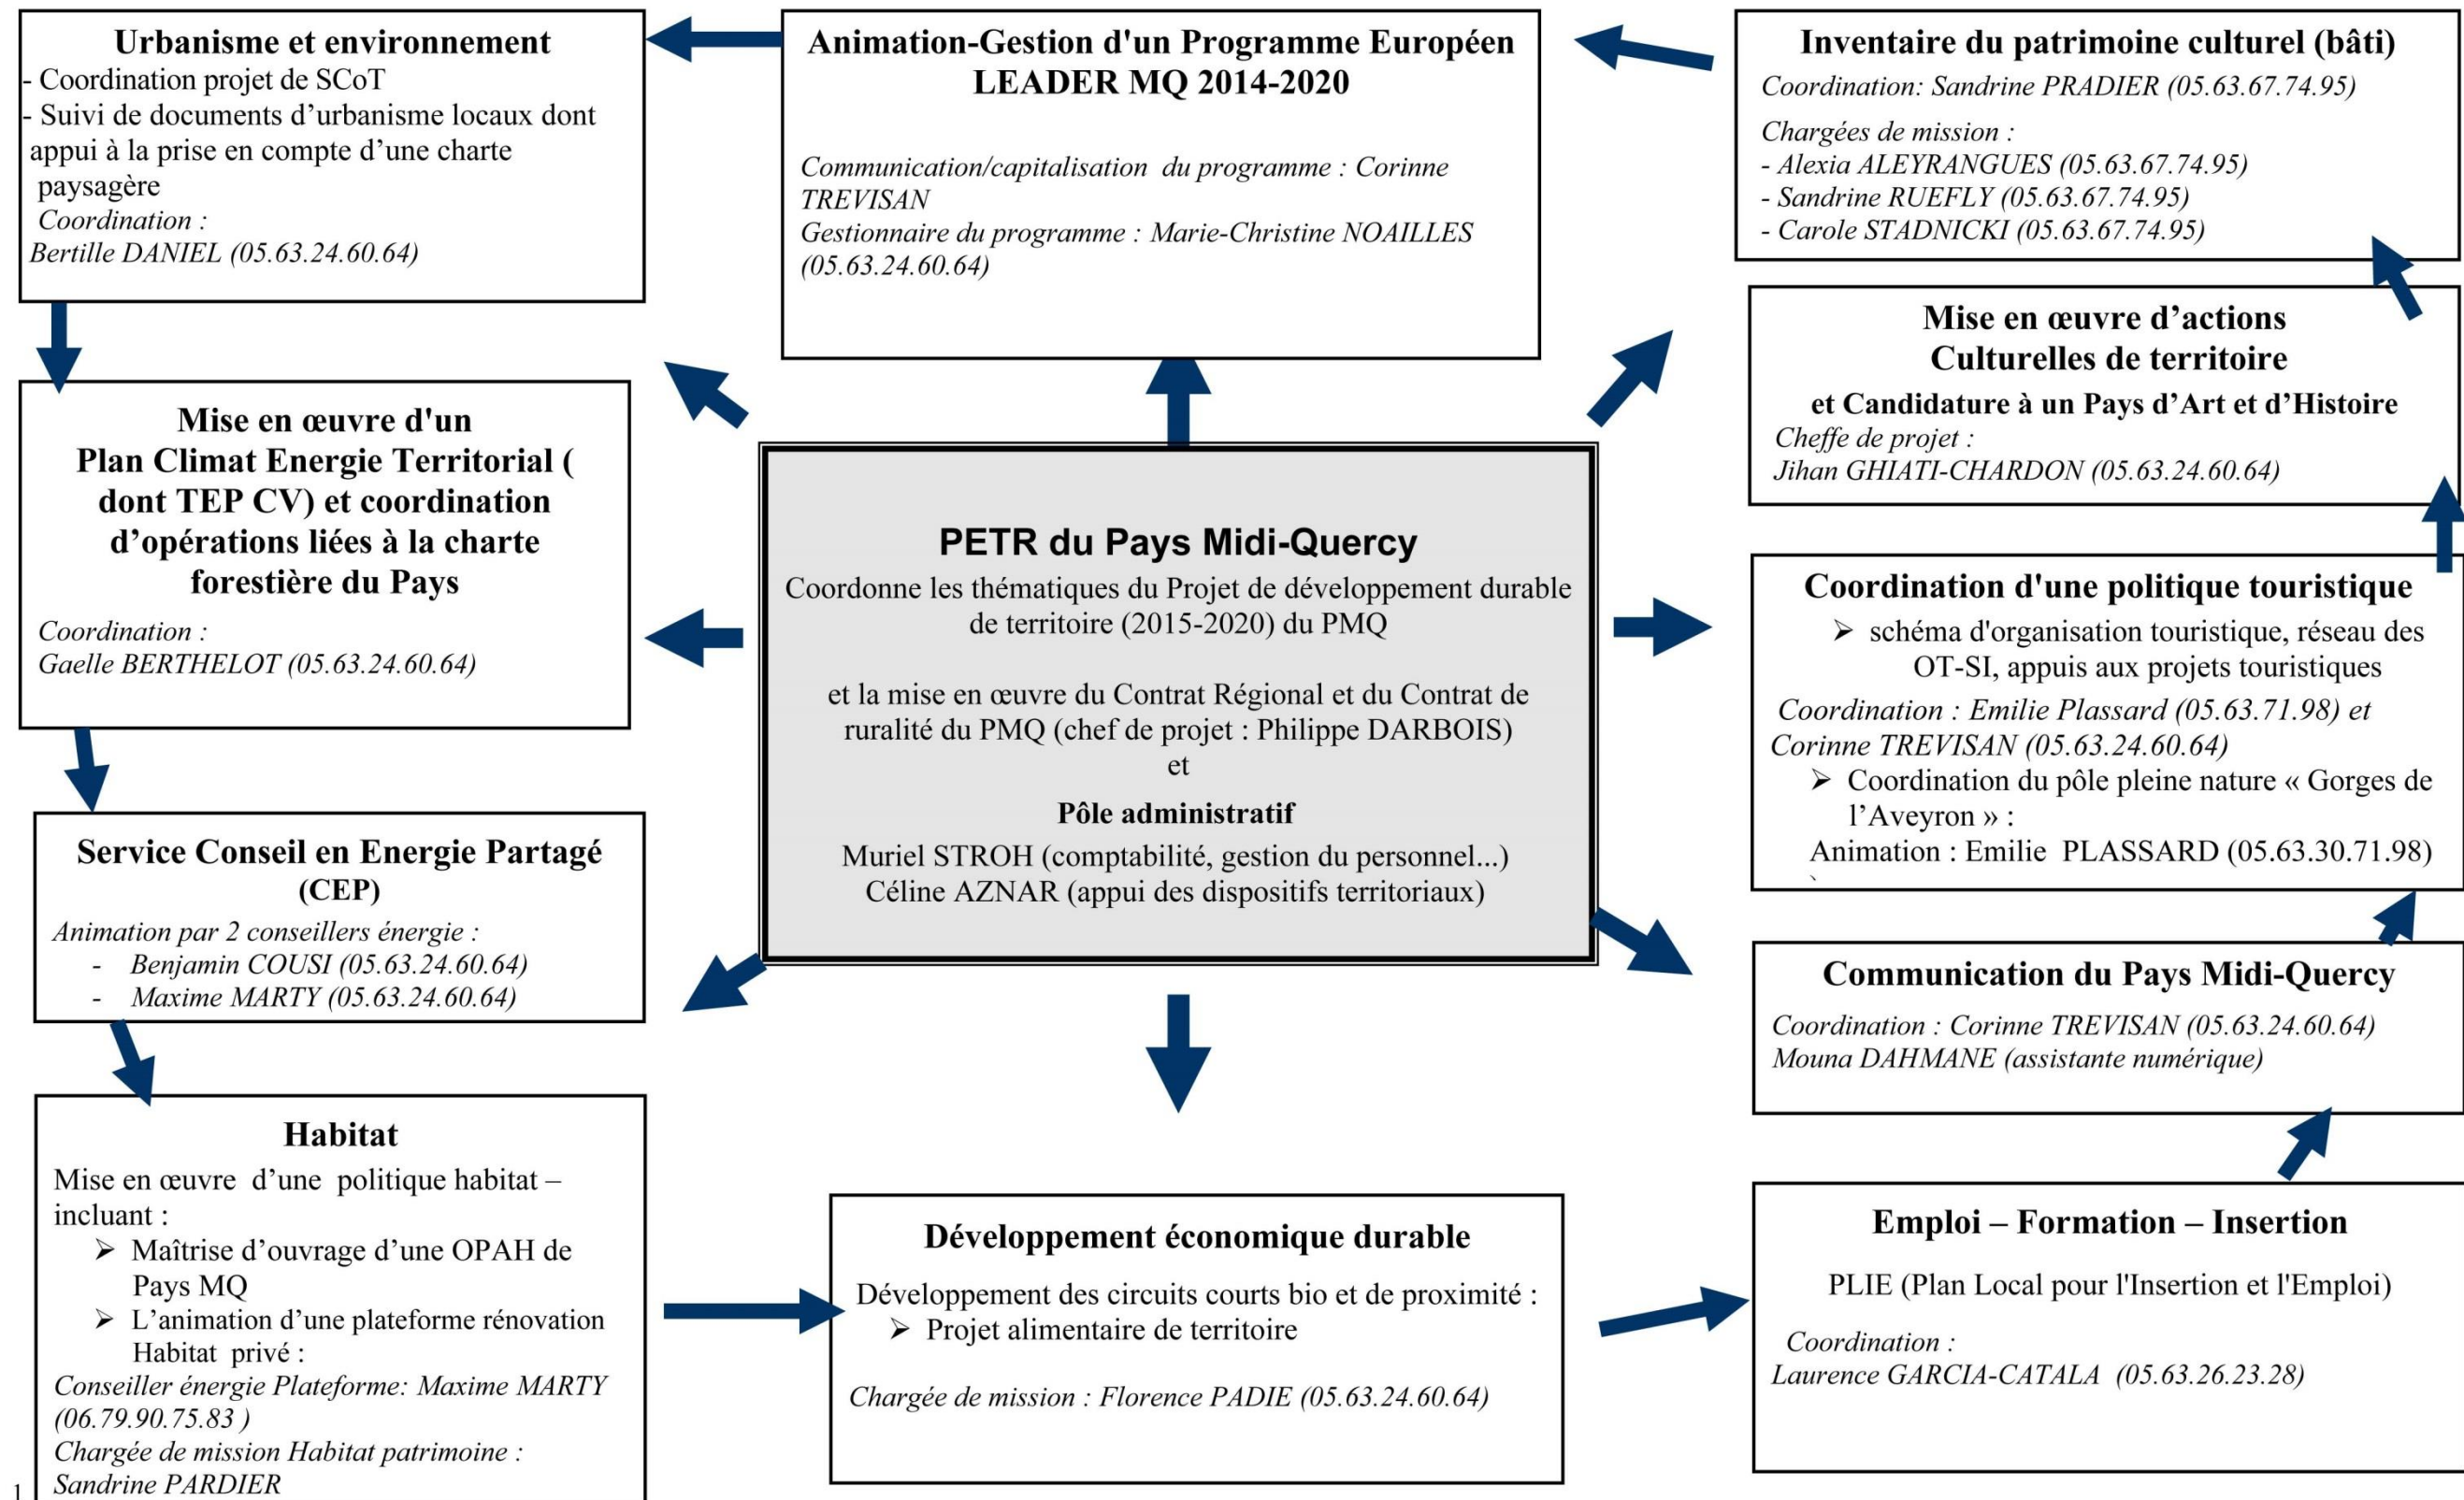 Urbanisme et environnement
- Coordination projet de SCoT
- Suivi de documents d’urbanisme locaux dont
appui à la prise en compte d’une charte
paysagère
Coordination :
Bertille DANIEL (05.63.24.60.64)
Animation-Gestion d'un Programme Européen
LEADER MQ 2014-2020
Communication/capitalisation du programme : Corinne
TREVISAN
Gestionnaire du programme : Marie-Christine NOAILLES
(05.63.24.60.64)
Inventaire du patrimoine culturel (bâti)
Coordination: Sandrine PRADIER (05.63.67.74.95)
Chargées de mission :
- Alexia ALEYRANGUES (05.63.67.74.95)
- Sandrine RUEFLY (05.63.67.74.95)
- Carole STADNICKI (05.63.67.74.95)
Mise en œuvre d’actions
Culturelles de territoire
et Candidature à un Pays d’Art et d’Histoire
Cheffe de projet :
Jihan GHIATI-CHARDON (05.63.24.60.64)
Mise en œuvre d'un
Plan Climat Energie Territorial (
dont TEP CV) et coordination
d’opérations liées à la charte
forestière du Pays
Coordination :
Gaelle BERTHELOT (05.63.24.60.64)
PETR du Pays Midi-Quercy
Coordonne les thématiques du Projet de développement durable
de territoire (2015-2020) du PMQ
et la mise en œuvre du Contrat Régional et du Contrat de
ruralité du PMQ (chef de projet : Philippe DARBOIS)
et
Pôle administratif
Muriel STROH (comptabilité, gestion du personnel...)
Céline AZNAR (appui des dispositifs territoriaux)
Coordination d'une politique touristique
➢ schéma d'organisation touristique, réseau des
OT-SI, appuis aux projets touristiques
Coordination : Emilie Plassard (05.63.71.98) et
Corinne TREVISAN (05.63.24.60.64)
➢ Coordination du pôle pleine nature « Gorges de
l’Aveyron » :
Animation : Emilie PLASSARD (05.63.30.71.98)
Service Conseil en Energie Partagé
(CEP)
Animation par 2 conseillers énergie :
- Benjamin COUSI (05.63.24.60.64)
- Maxime MARTY (05.63.24.60.64)
Communication du Pays Midi-Quercy
Coordination : Corinne TREVISAN (05.63.24.60.64)
Mouna DAHMANE (assistante numérique)
Habitat
Mise en œuvre d’une politique habitat –
incluant :
➢ Maîtrise d’ouvrage d’une OPAH de
Pays MQ
➢ L’animation d’une plateforme rénovation
Habitat privé :
Conseiller énergie Plateforme: Maxime MARTY
(06.79.90.75.83 )
Chargée de mission Habitat patrimoine :
Sandrine PARDIER
Développement économique durable
Développement des circuits courts bio et de proximité :
➢ Projet alimentaire de territoire
Chargée de mission : Florence PADIE (05.63.24.60.64)
Emploi – Formation – Insertion
PLIE (Plan Local pour l'Insertion et l'Emploi)
Coordination :
Laurence GARCIA-CATALA (05.63.26.23.28)
1